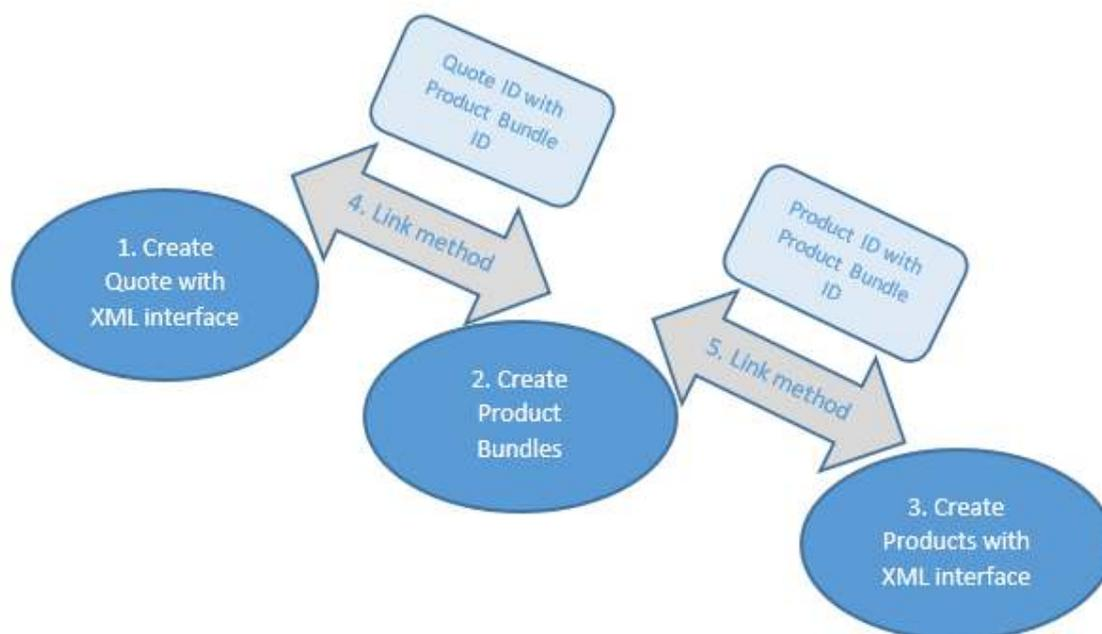 Quote ID with
Product Bundle
ID
4. Link method
1. Create
Quote with
XML interface
Product ID with
Product Bundle
ID
5. Link method
2. Create
Product
Bundles
3. Create
Products with
XML interface